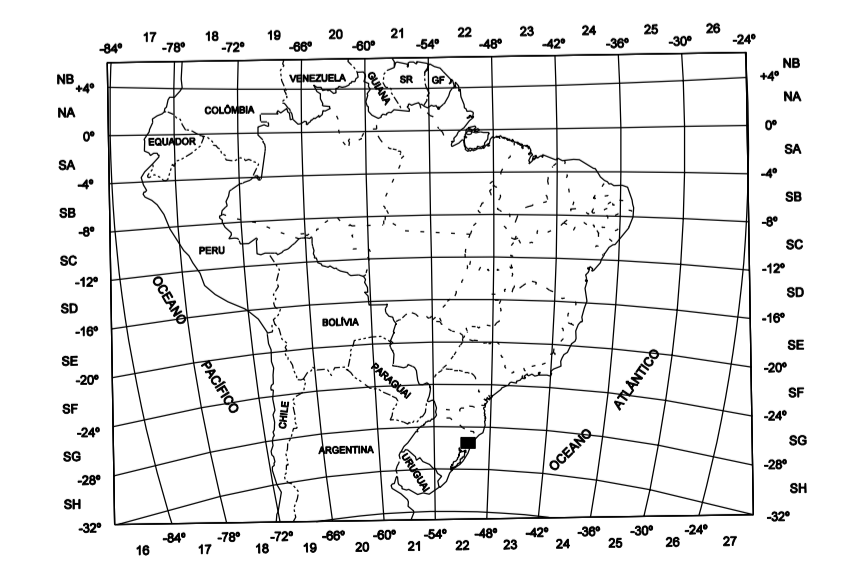 17 18 19 20 21 22 23 24 25 26
-84° -78° -72° -66° -60° -54° -48° -42° -36° -30° -24°
NB NB
+4° +4°
NA NA
0° 0°
SA SA
-4° -4°
SB SB
-8° -8°
SC SC
-12° -12°
SD SD
-16° -16°
SE SE
-20° -20°
SF SF
-24° -24°
SG SG
-28° -28°
SH SH
-32° -32°
VENEZUELA
GUIANA
SR
GF
COLÔMBIA
EQUADOR
PERU
BOLÍVIA
PARAGUAI
CHILE
ARGENTINA
URUGUAI
OCEANO
PACÍFICO
OCEANO
ATLÂNTICO
-84° -78° -72° -66° -60° -54° -48° -42° -36° -30°
16 17 18 19 20 21 22 23 24 25 26 27